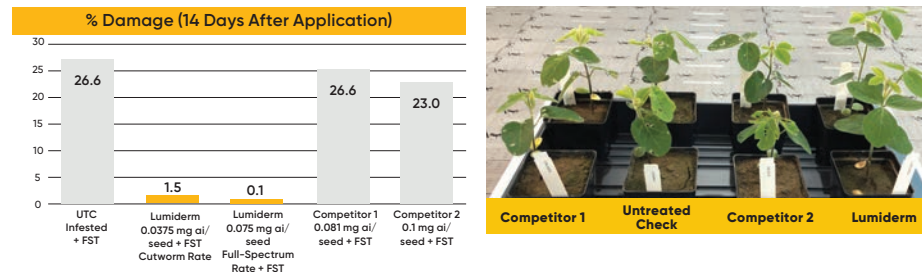 % Damage (14 Days After Application)
30
25
20
15
10
5
0
26.6
1.5
0.1
26.6
23.0
UTC
Infested
+ FST
Lumiderm
0.0375 mg ai/
seed + FST
Cutworm Rate
Lumiderm
0.075 mg ai/
seed
Full-Spectrum
Rate + FST
Competitor 1
0.081 mg ai/
seed + FST
Competitor 2
0.1 mg ai/
seed + FST
Competitor 1
Untreated
Check
Competitor 2
Lumiderm